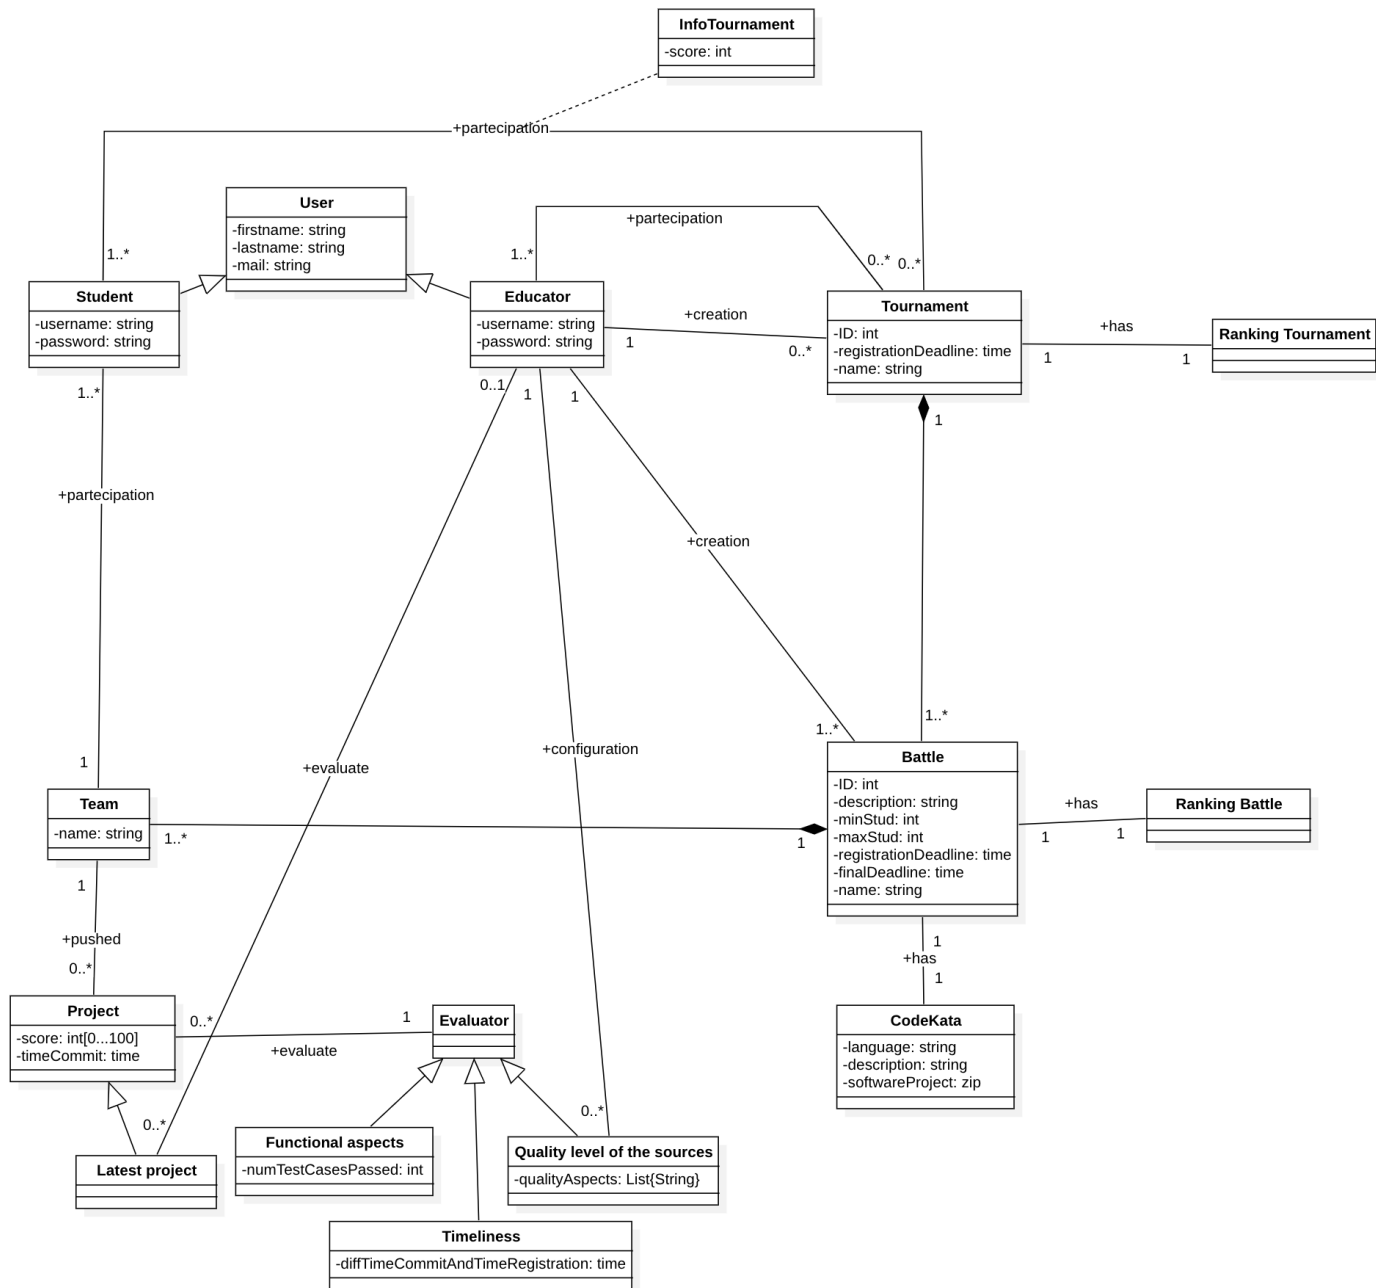 InfoTournament
-score: int
+partecipation
User
-firstname: string
-lastname: string
-mail: string
+partecipation
1..*
1..*
0..*
0..*
Student
-username: string
-password: string
Educator
-username: string
-password: string
+creation
1
0..*
Tournament
-ID: int
-registrationDeadline: time
-name: string
+has
1
1
Ranking Tournament
1..*
0..1
1
1
1
+partecipation
+creation
1..*
1..*
+configuration
+evaluate
1
Team
-name: string
1..*
1
Battle
-ID: int
-description: string
-minStud: int
-maxStud: int
-registrationDeadline: time
-finalDeadline: time
-name: string
+has
1
1
Ranking Battle
1
+pushed
0..*
1
+has
1
Project
-score: int[0...100]
-timeCommit: time
0..*
1
+evaluate
Evaluator
CodeKata
-language: string
-description: string
-softwareProject: zip
0..*
0..*
Latest project
Functional aspects
-numTestCasesPassed: int
Quality level of the sources
-qualityAspects: List{String}
Timeliness
-diffTimeCommitAndTimeRegistration: time